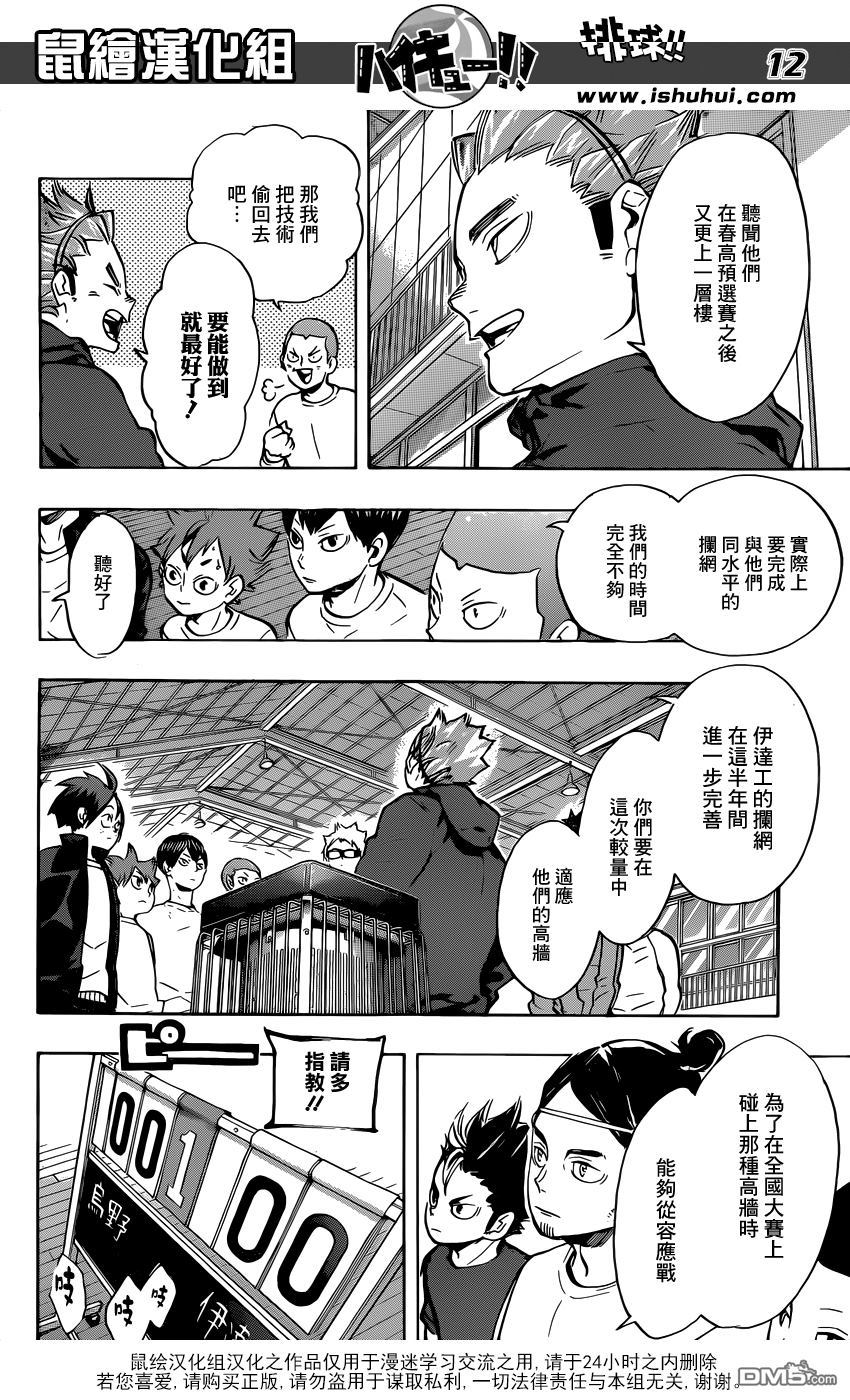 鼠繪漢化組
ハイキュー!!
排球!!
12
www.ishuhui.com
聽聞他們
在春高預選賽之後
又更上一層樓
那我們
把技術
偷回去
吧…
要能做到
就最好了!
實際上
要完成
與他們
同水平的
攔網
我們的時間
完全不夠
聽好了
伊達工的攔網
在這半年間
進一步完善
你們要在
這次較量中
適應
他們的高牆
為了在全國大賽上
碰上那種高牆時
能夠從容應戰
請多
指教!!
00
1
00
烏野
伊達
吱
吱
吱
鼠绘汉化组汉化之作品仅用于漫迷学习交流之用, 请于24小时之内删除
若您喜爱, 请购买正版, 请勿盗用于谋取私利, 一切法律责任与本组无关, 谢谢。
DM5.com